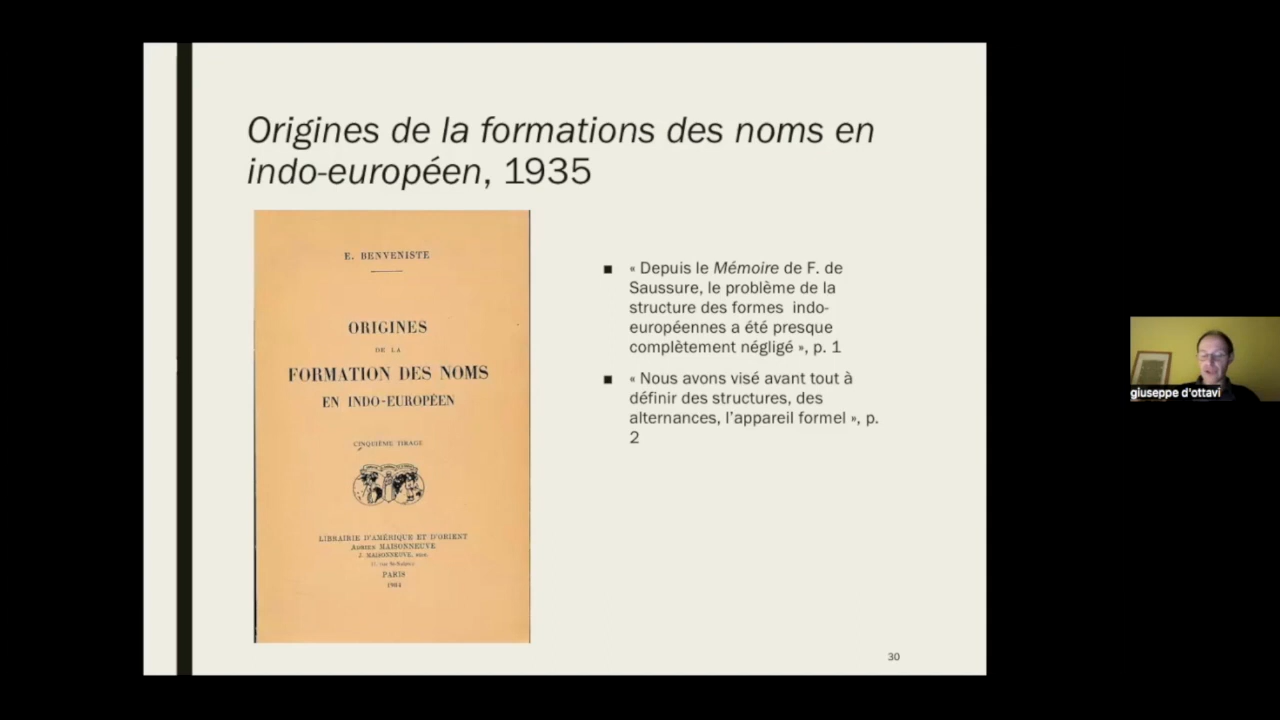 Origines de la formations des noms en
indo-européen, 1935
E. BENVENISTE
ORIGINES
DE LA
FORMATION DES NOMS
EN INDO-EUROPÉEN
CINQUIÈME TIRAGE
LIBRAIRIE D'AMÉRIQUE ET D'ORIENT
ADRIEN MAISONNEUVE
J. MAISONNEUVE, succ.
PARIS
1984
■ « Depuis le Mémoire de F. de
Saussure, le problème de la
structure des formes indo-
européennes a été presque
complètement négligé », p. 1
■ « Nous avons visé avant tout à
définir des structures, des
alternances, l'appareil formel », p.
2
30
giuseppe d'ottavi